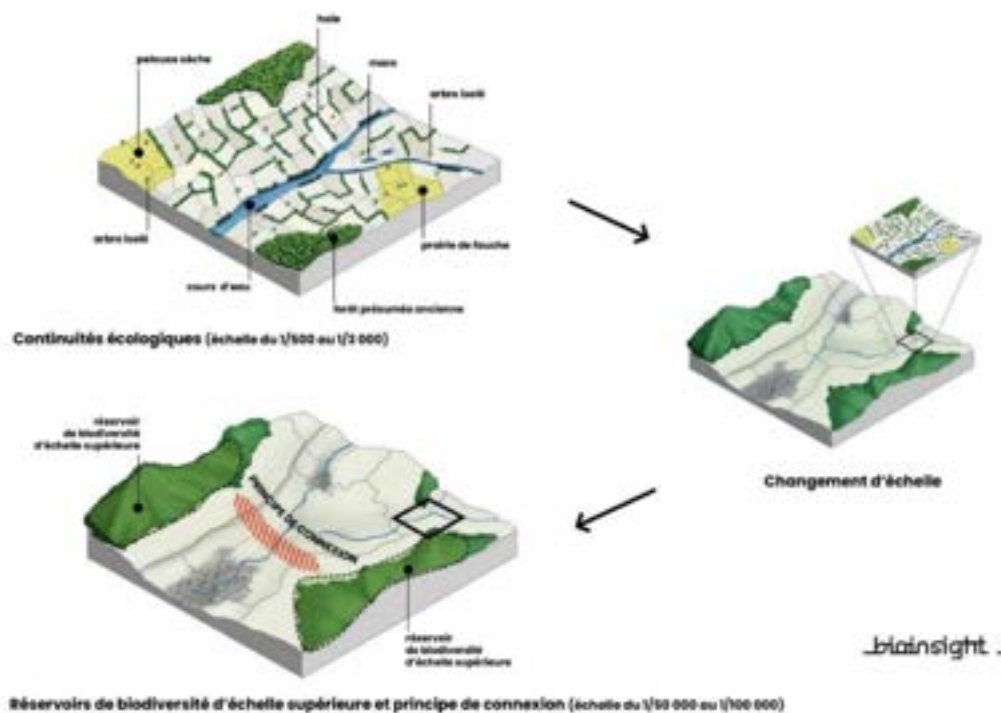 haie
pelouse sèche
mare
arbre isolé
arbre isolé
prairie de fauche
cours d'eau
forêt présumée ancienne
Continuités écologiques (échelle du 1/500 au 1/2 000)
Changement d'échelle
réservoir
de biodiversité
d'échelle supérieure
PRINCIPE DE CONNEXION
réservoir
de biodiversité
d'échelle supérieure
bioinsight
Réservoirs de biodiversité d'échelle supérieure et principe de connexion (échelle du 1/50 000 au 1/100 000)